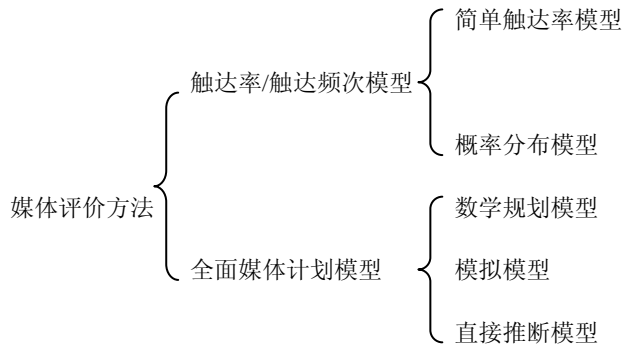 简单触达率模型
触达率/触达频次模型
概率分布模型
媒体评价方法
数学规划模型
全面媒体计划模型
模拟模型
直接推断模型